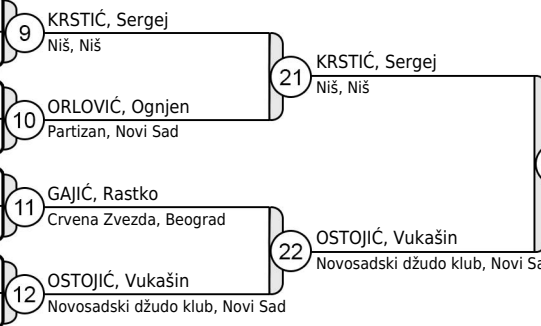 9
KRSTIĆ, Sergej
Niš, Niš
21
KRSTIĆ, Sergej
Niš, Niš
10
ORLOVIĆ, Ognjen
Partizan, Novi Sad
11
GAJIĆ, Rastko
Crvena Zvezda, Beograd
22
OSTOJIĆ, Vukašin
Novosadski džudo klub, Novi
12
OSTOJIĆ, Vukašin
Novosadski džudo klub, Novi Sad